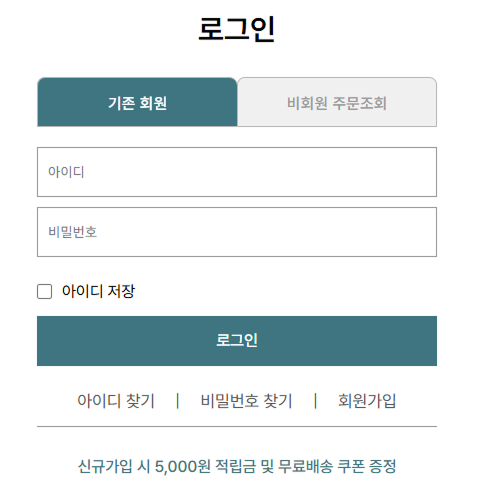 로그인
기존 회원 비회원 주문조회
아이디
비밀번호
아이디 저장
로그인
아이디 찾기 | 비밀번호 찾기 | 회원가입
신규가입 시 5,000원 적립금 및 무료배송 쿠폰 증정